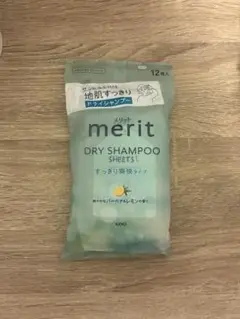 12枚入
地肌すっきり
ドライシャンプー
メリット
merit
DRY SHAMPOO
SHEETS
すっきり爽快タイプ